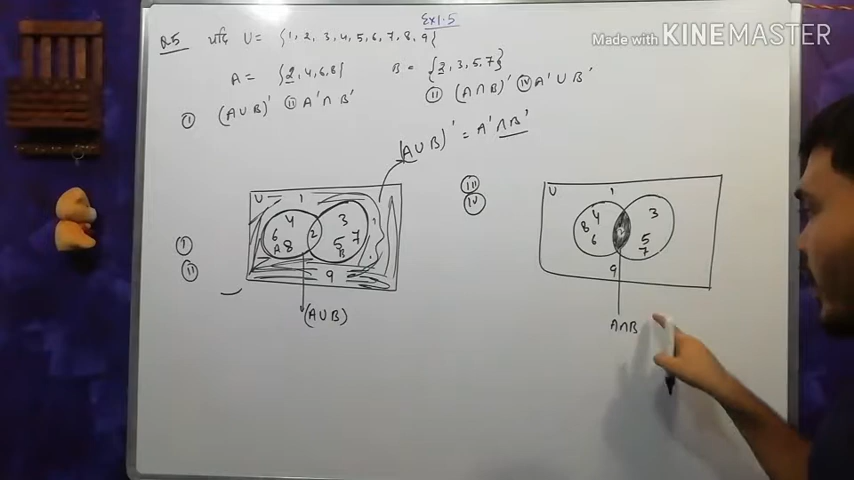 Ex1.5
Made with KINEMASTER
Q.5 यदि U = {1, 2, 3, 4, 5, 6, 7, 8, 9}
A = {2, 4, 6, 8} B = {2, 3, 5, 7}
(i) (A∪B)' (ii) A'∩B' (iii) (A∩B)' (iv) A'∪B'
(A∪B)' = A'∩B'
(i)
(ii)
U 1
4 3
6 2 7
A 8 5
B
9
(A∪B)
(iii)
(iv)
U 1
4 3
8 2
6 5
7
9
A∩B